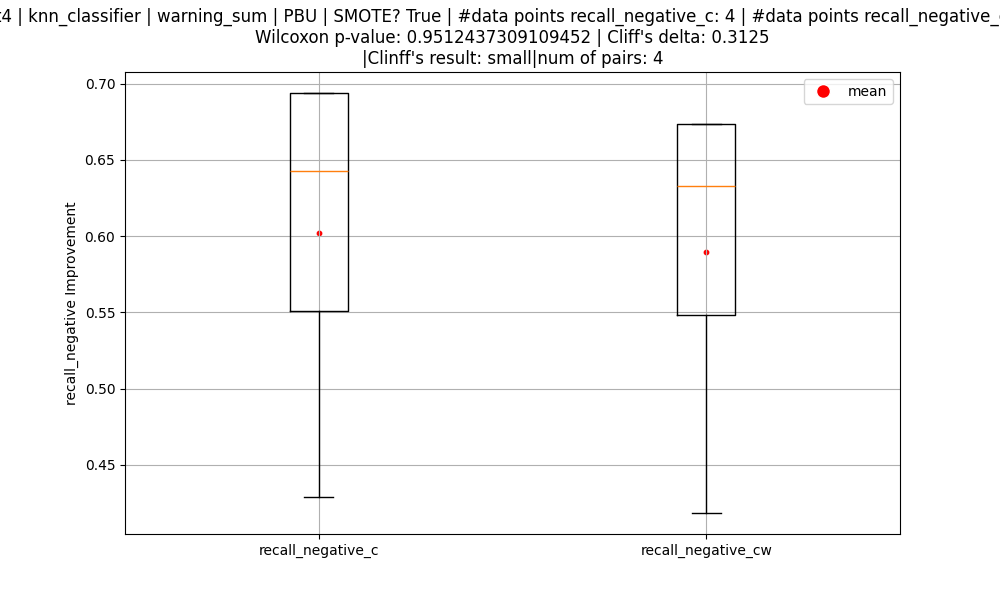 | knn_classifier | warning_sum | PBU | SMOTE? True | #data points recall_negative_c: 4 | #data points
Wilcoxon p-value: 0.9512437309109452 | Cliff's delta: 0.3125
|Clinff's result: small|num of pairs: 4
0.70
mean
0.65
0.60
0.55
0.50
0.45
recall_negative Improvement
recall_negative_c
recall_negative_cw